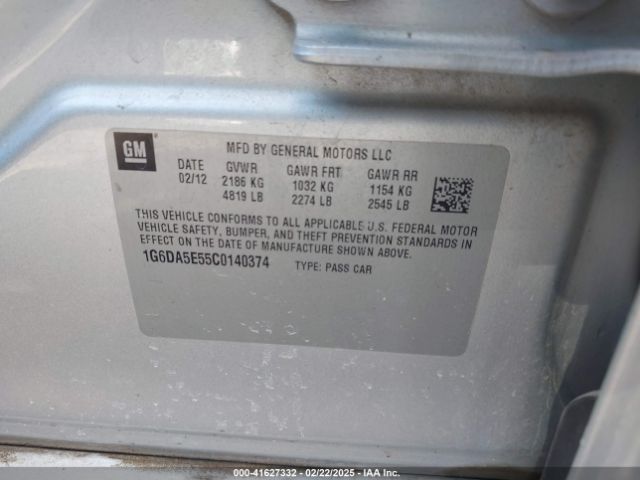 GM
MFD BY GENERAL MOTORS LLC
DATE GVWR GAWR FRT GAWR RR
02/12 2186 KG 1032 KG 1154 KG
4819 LB 2274 LB 2545 LB
THIS VEHICLE CONFORMS TO ALL APPLICABLE U.S. FEDERAL MOTOR
VEHICLE SAFETY, BUMPER, AND THEFT PREVENTION STANDARDS IN
EFFECT ON THE DATE OF MANUFACTURE SHOWN ABOVE.
1G6DA5E55C0140374 TYPE: PASS CAR
000-41627332 - 02/22/2025 - IAA Inc.